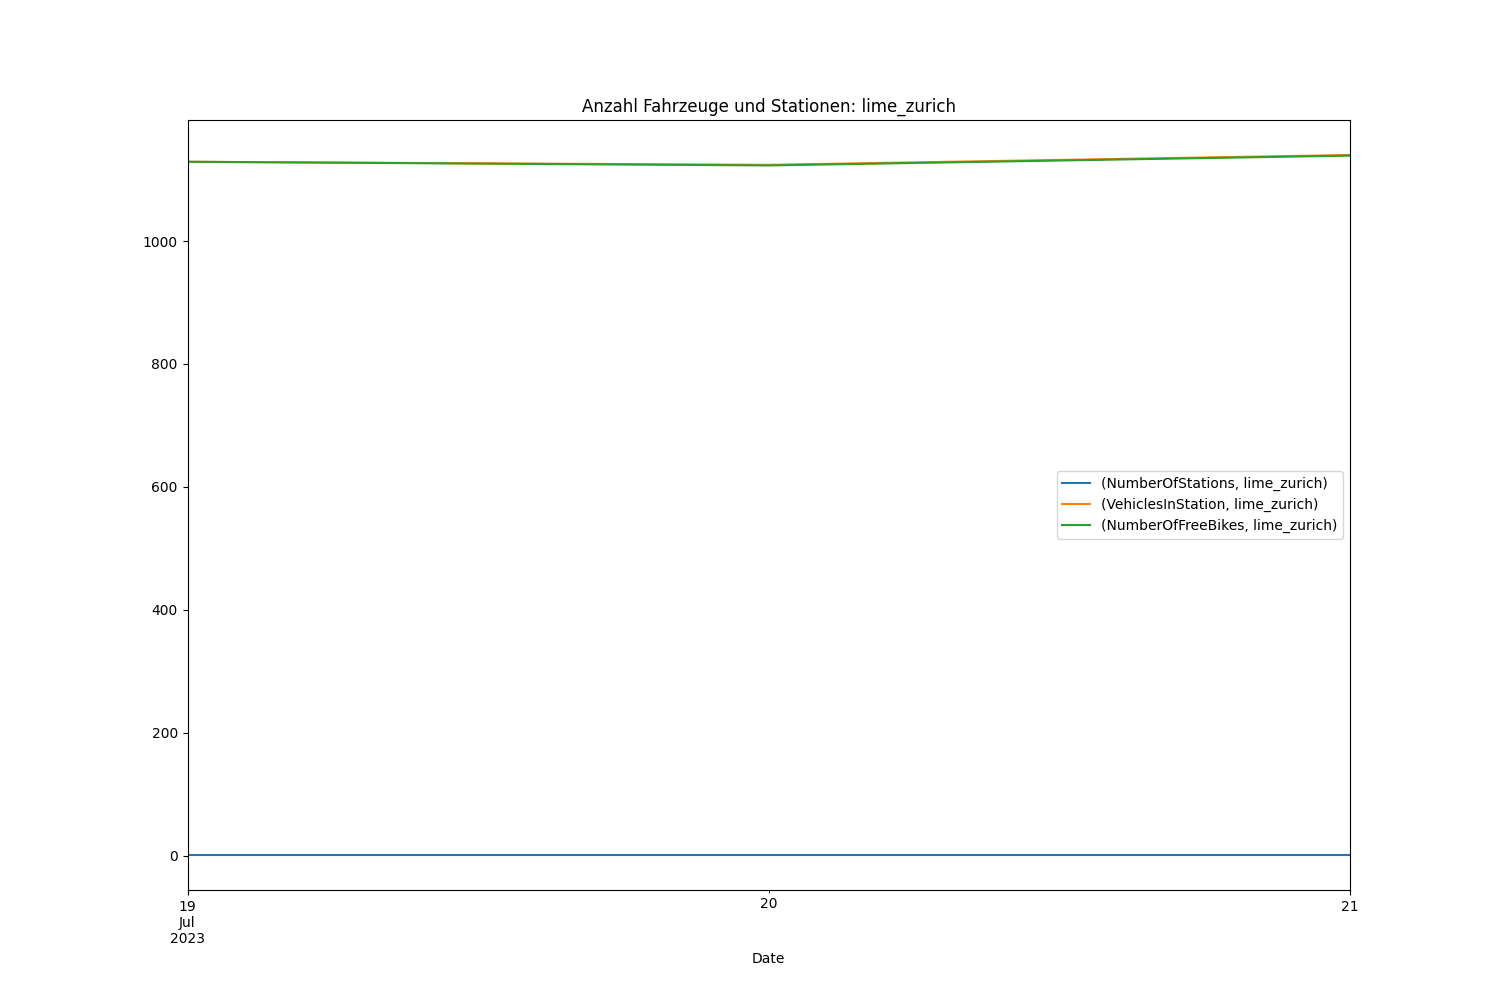 Anzahl Fahrzeuge und Stationen: lime_zurich
1000
800
600
400
200
0
(NumberOfStations, lime_zurich)
(VehiclesInStation, lime_zurich)
(NumberOfFreeBikes, lime_zurich)
19
Jul
2023
20
21
Date